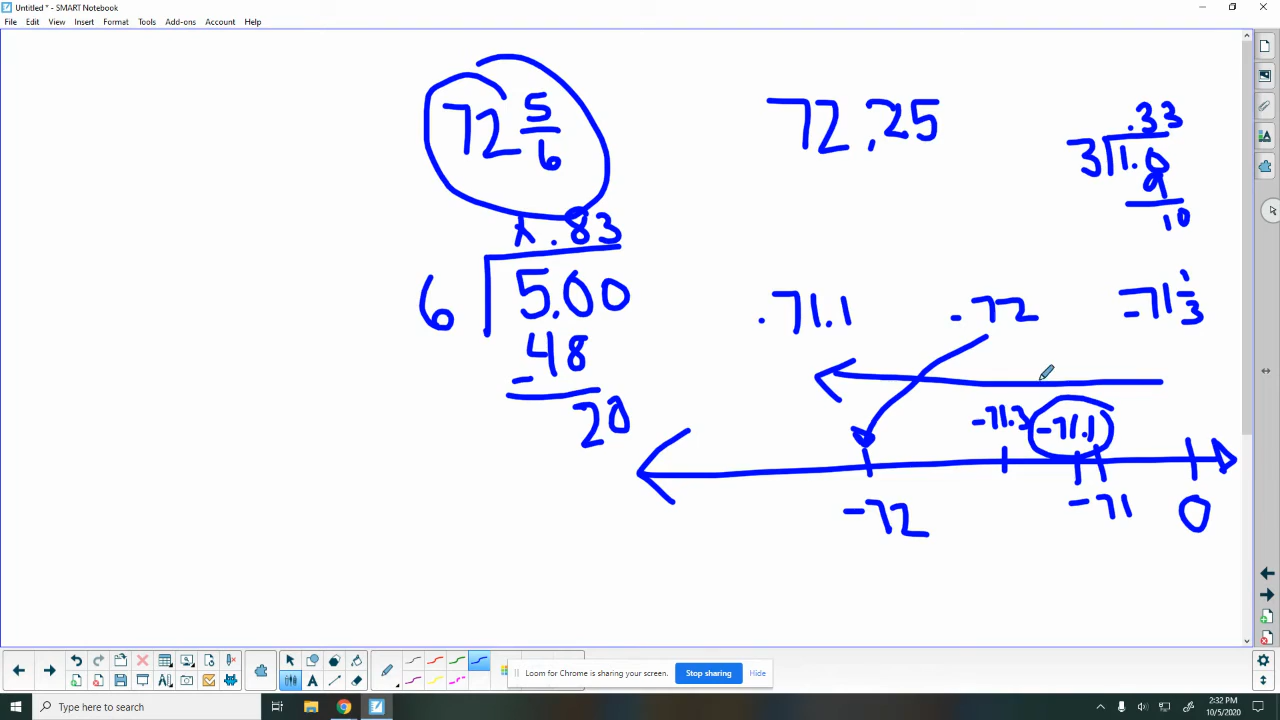 Untitled * - SMART Notebook
File Edit View Insert Format Tools Add-ons Account Help
72 5/6
72.25
.33
3 1.0
0
10
x .83
6 5.00
- 48
20
.71.1
-72
-71 1/3
-71.3
-71.1
-72
-71
0
Loom for Chrome is sharing your screen.
Stop sharing
Hide
Type here to search
2:32 PM
10/5/2020